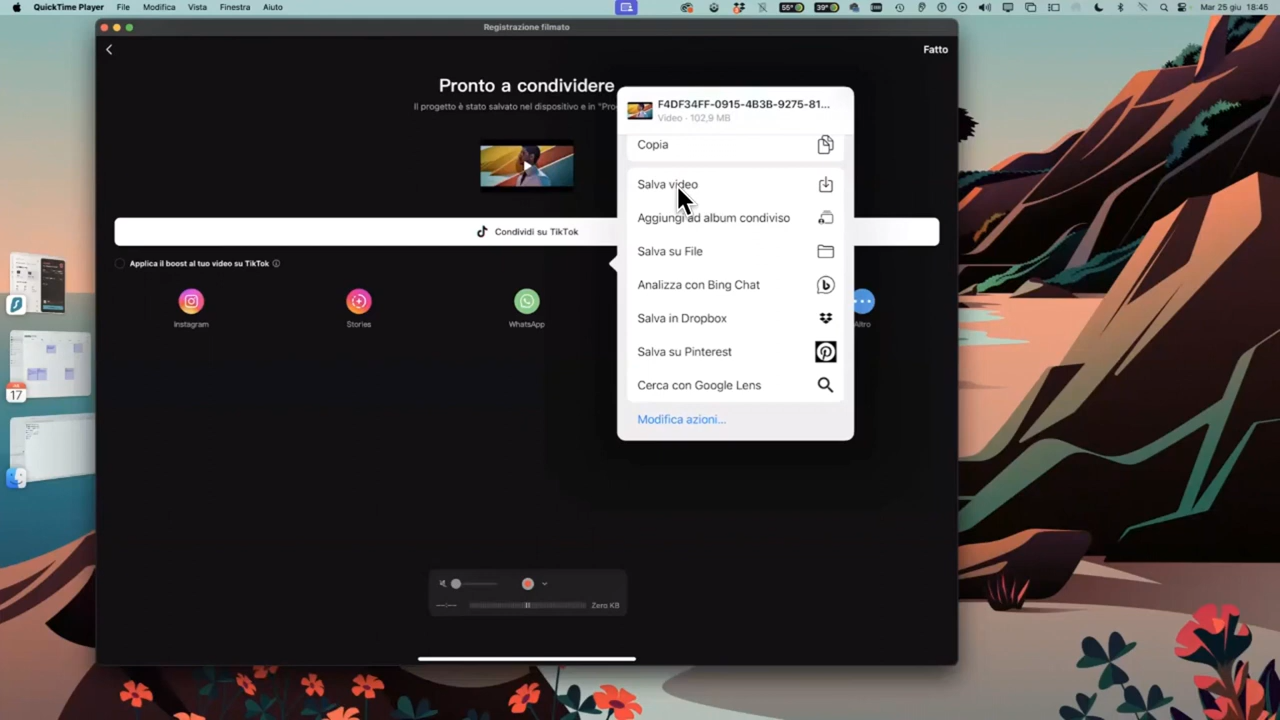 QuickTime Player File Modifica Vista Finestra Aiuto
55° 39° Mar 25 giu 18:45
Registrazione filmato
Fatto
Pronto a condividere
Il progetto è stato salvato nel dispositivo e in "Pro
F4DF34FF-0915-4B3B-9275-81...
Video · 102,9 MB
Copia
Salva video
Aggiungi ad album condiviso
Condividi su TikTok
Salva su File
Applica il boost al tuo video su TikTok
Analizza con Bing Chat
Salva in Dropbox
Instagram
Stories
WhatsApp
Altro
Salva su Pinterest
Cerca con Google Lens
17
Modifica azioni...
--:--
Zero KB